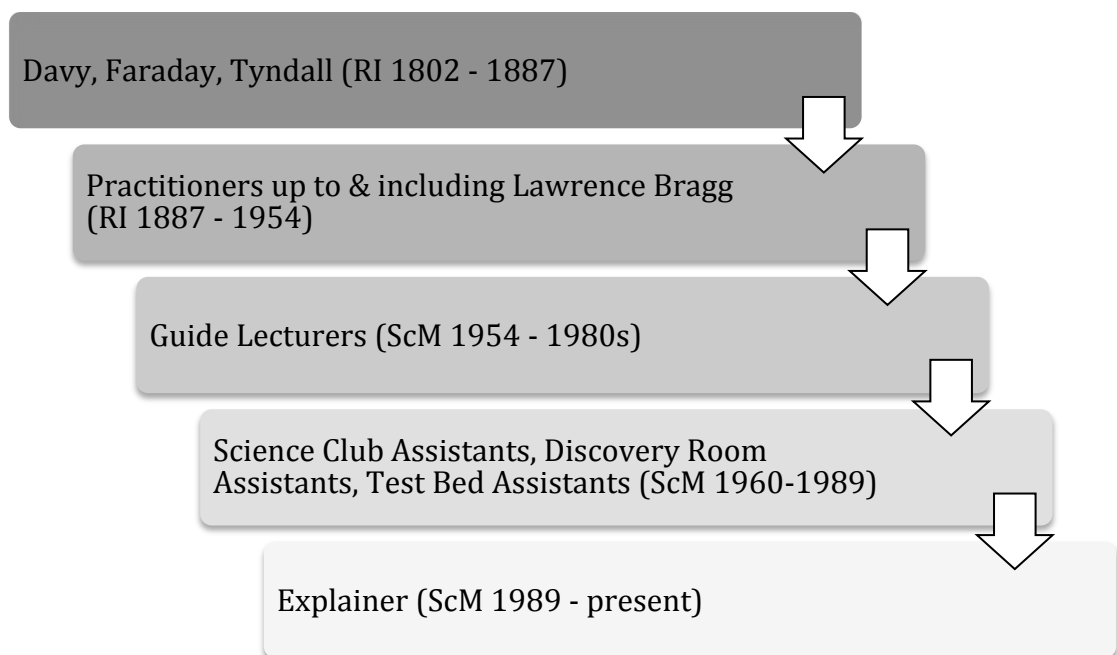 Davy, Faraday, Tyndall (RI 1802 - 1887)
Practitioners up to & including Lawrence Bragg
(RI 1887 - 1954)
Guide Lecturers (ScM 1954 - 1980s)
Science Club Assistants, Discovery Room
Assistants, Test Bed Assistants (ScM 1960-1989)
Explainer (ScM 1989 - present)